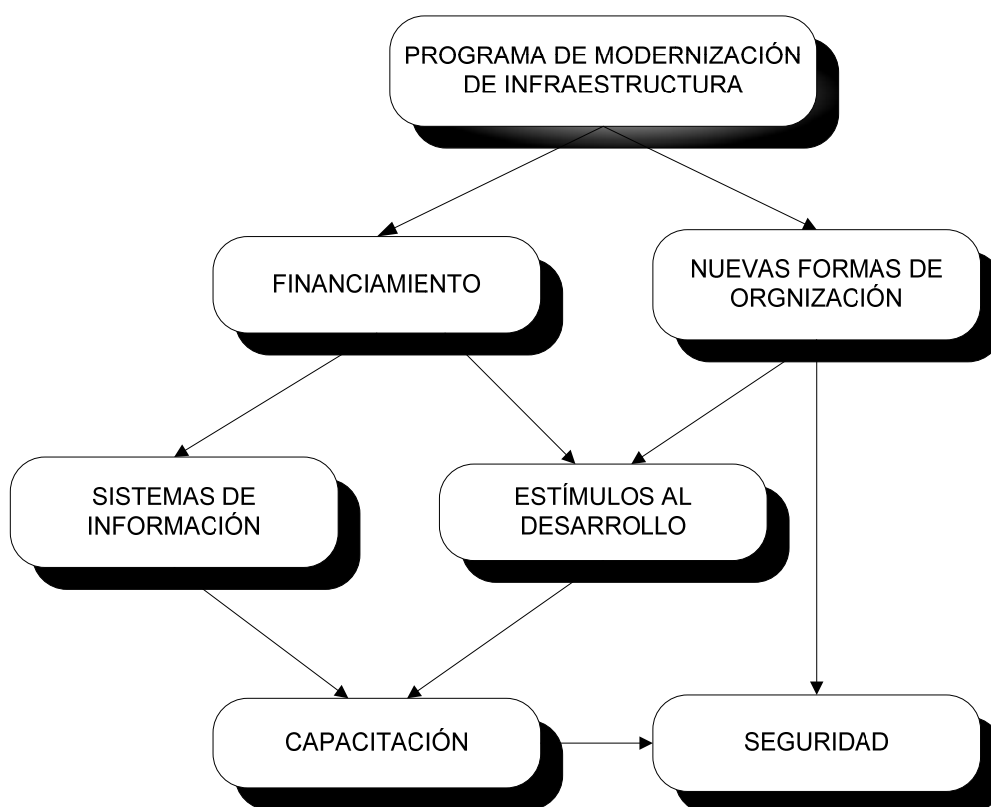 PROGRAMA DE MODERNIZACIÓN
DE INFRAESTRUCTURA
FINANCIAMIENTO
NUEVAS FORMAS DE
ORGNIZACIÓN
SISTEMAS DE
INFORMACIÓN
ESTÍMULOS AL
DESARROLLO
CAPACITACIÓN
SEGURIDAD